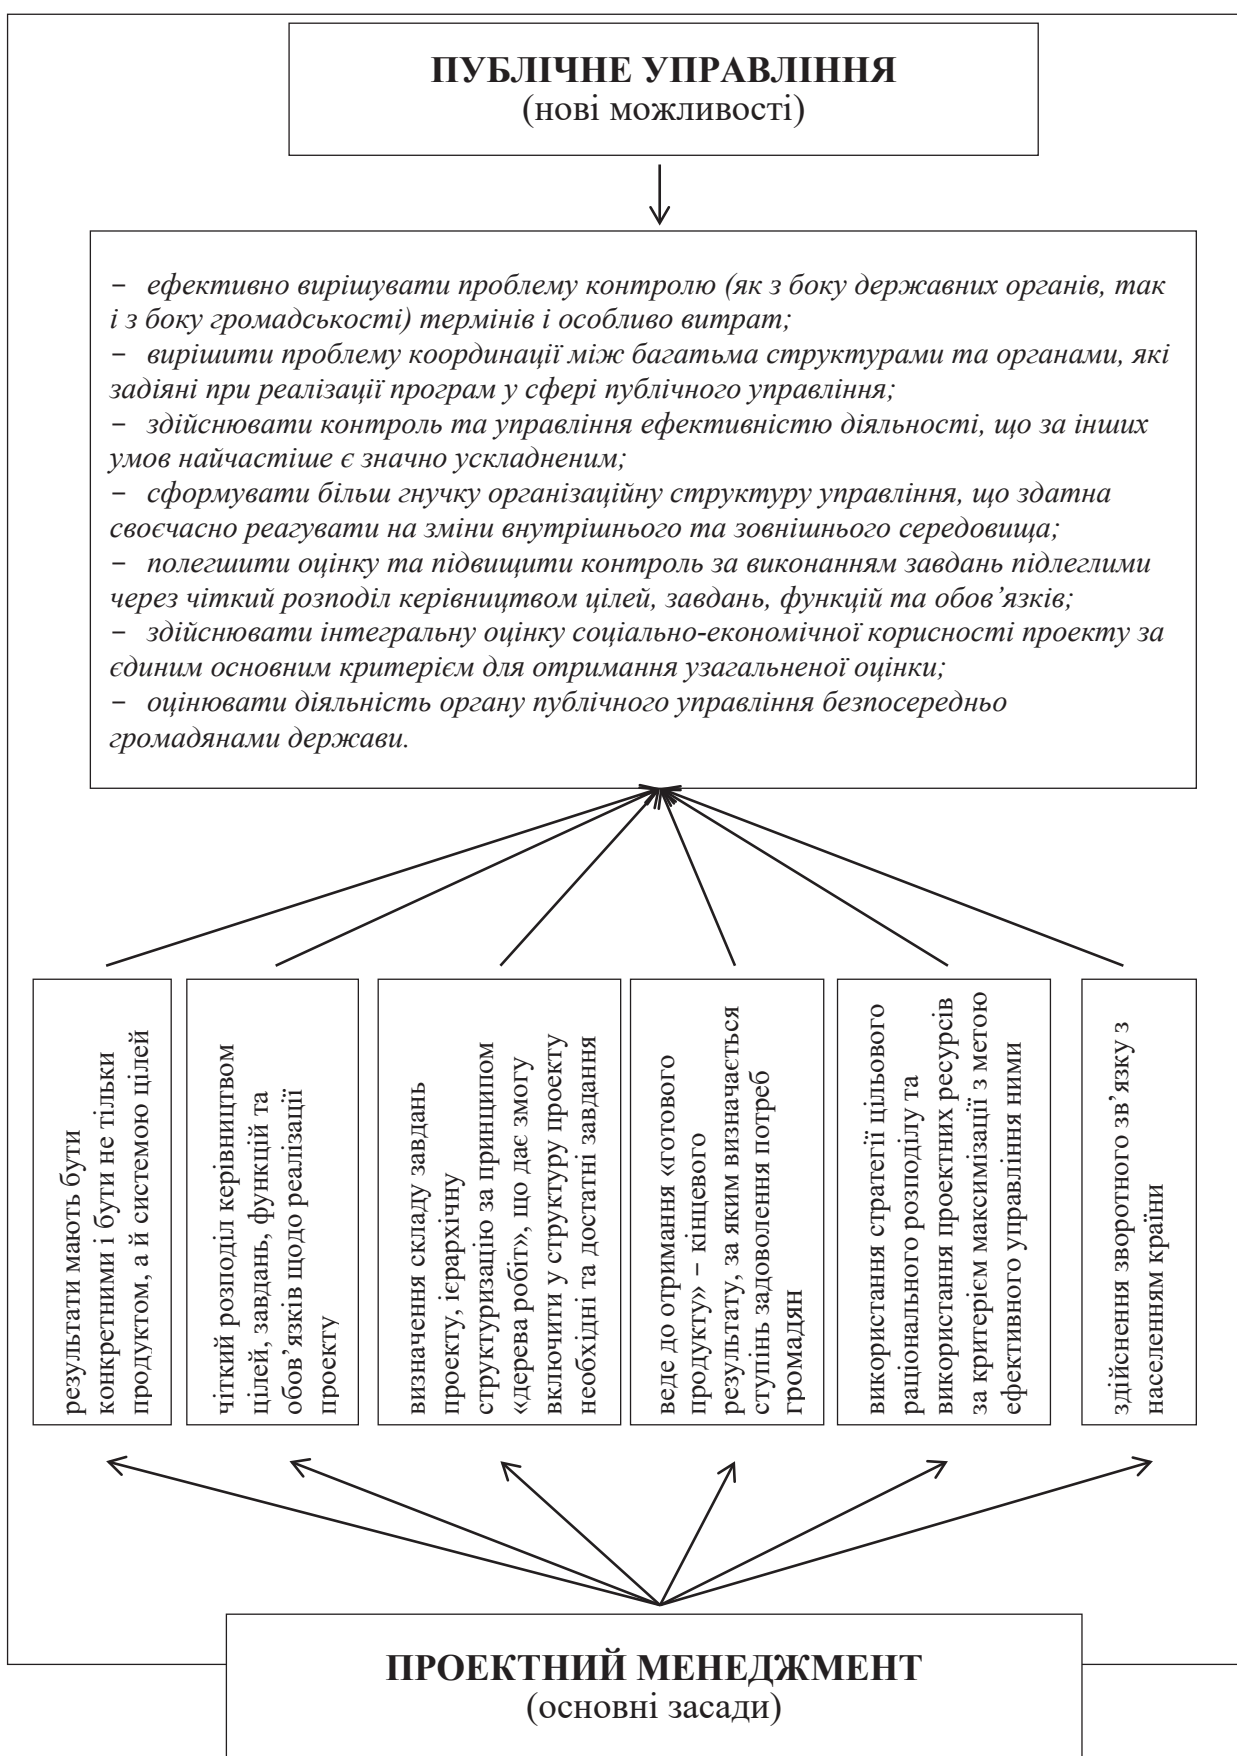 ПУБЛІЧНЕ УПРАВЛІННЯ
(нові можливості)
– ефективно вирішувати проблему контролю (як з боку державних органів, так
і з боку громадськості) термінів і особливо витрат;
– вирішити проблему координації між багатьма структурами та органами, які
задіяні при реалізації програм у сфері публічного управління;
– здійснювати контроль та управління ефективністю діяльності, що за інших
умов найчастіше є значно ускладненим;
– сформувати більш гнучку організаційну структуру управління, що здатна
своєчасно реагувати на зміни внутрішнього та зовнішнього середовища;
– полегшити оцінку та підвищити контроль за виконанням завдань підлеглими
через чіткий розподіл керівництвом цілей, завдань, функцій та обов’язків;
– здійснювати інтегральну оцінку соціально-економічної корисності проекту за
єдиним основним критерієм для отримання узагальненої оцінки;
– оцінювати діяльність органу публічного управління безпосередньо
громадянами держави.
результати мають бути
конкретними і бути не тільки
продуктом, а й системою цілей
чіткий розподіл керівництвом
цілей, завдань, функцій та
обов’язків щодо реалізації
проекту
визначення складу завдань
проекту, ієрархічну
структуризацію за принципом
«дерева робіт», що дає змогу
включити у структуру проекту
необхідні та достатні завдання
веде до отримання «готового
продукту» – кінцевого
результату, за яким визначається
ступінь задоволення потреб
громадян
використання стратегії цільового
раціонального розподілу та
використання проектних ресурсів
за критерієм максимізації з метою
ефективного управління ними
здійснення зворотного зв’язку з
населенням країни
ПРОЕКТНИЙ МЕНЕДЖМЕНТ
(основні засади)